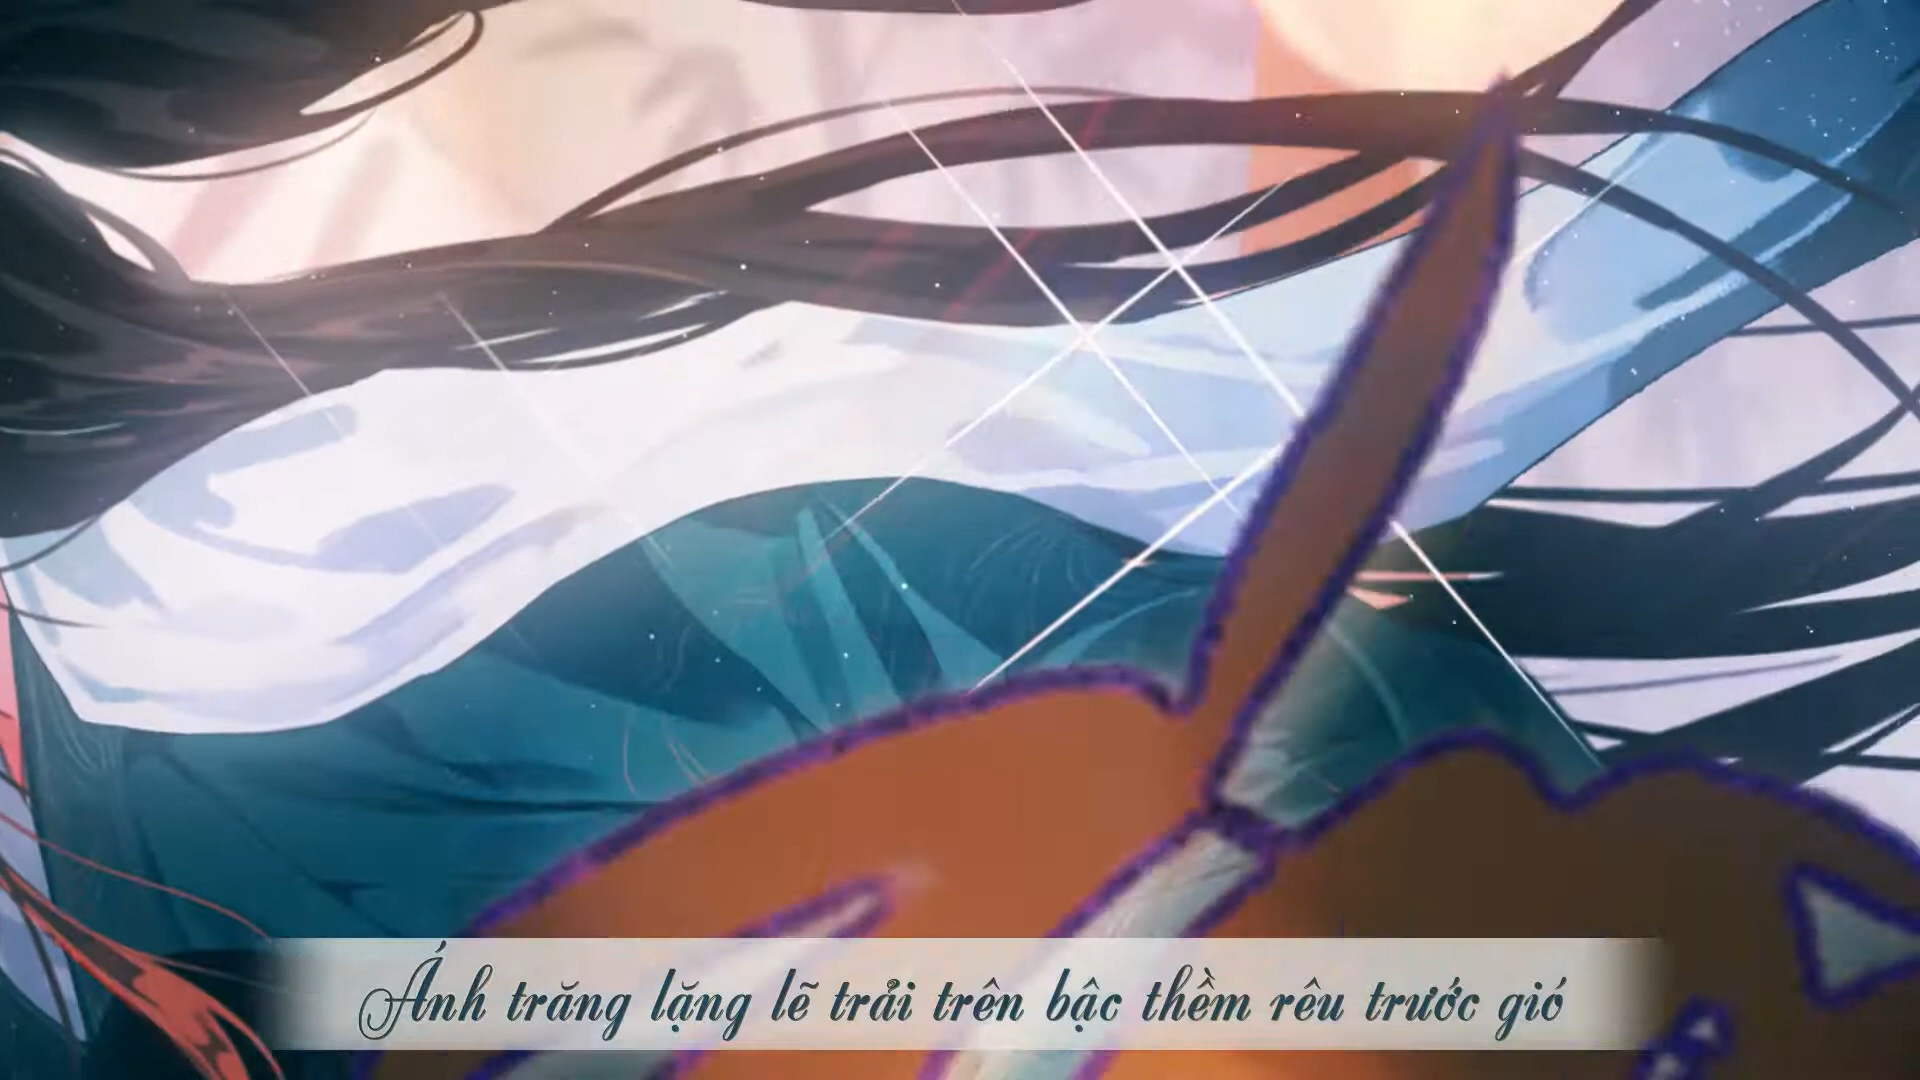 Ánh trăng lặng lẽ trải trên bậc thềm rêu trước gió